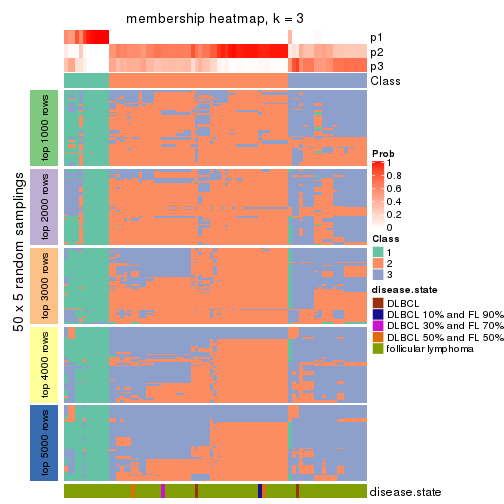 membership heatmap, k = 3
p1
p2
p3
Class
50 x 5 random samplings
top 1000 rows
top 2000 rows
top 3000 rows
top 4000 rows
top 5000 rows
Prob
1
0.8
0.6
0.4
0.2
0
Class
1
2
3
disease.state
DLBCL
DLBCL 10% and FL 90%
DLBCL 30% and FL 70%
DLBCL 50% and FL 50%
follicular lymphoma
disease.state